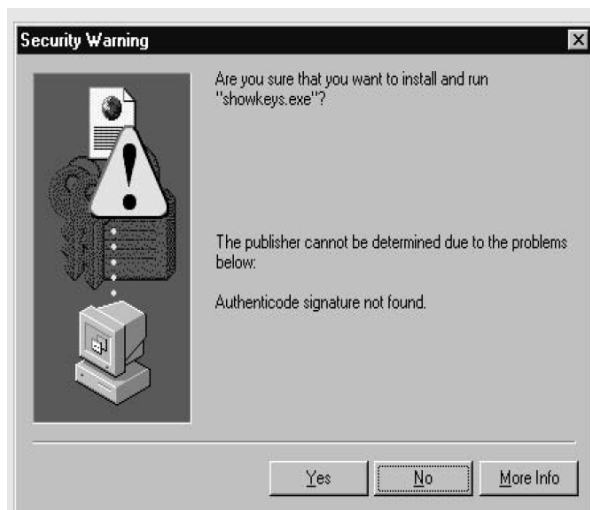 Security Warning
Are you sure that you want to install and run
"showkeys.exe"?
The publisher cannot be determined due to the problems
below:
Authenticode signature not found.
Yes
No
More Info